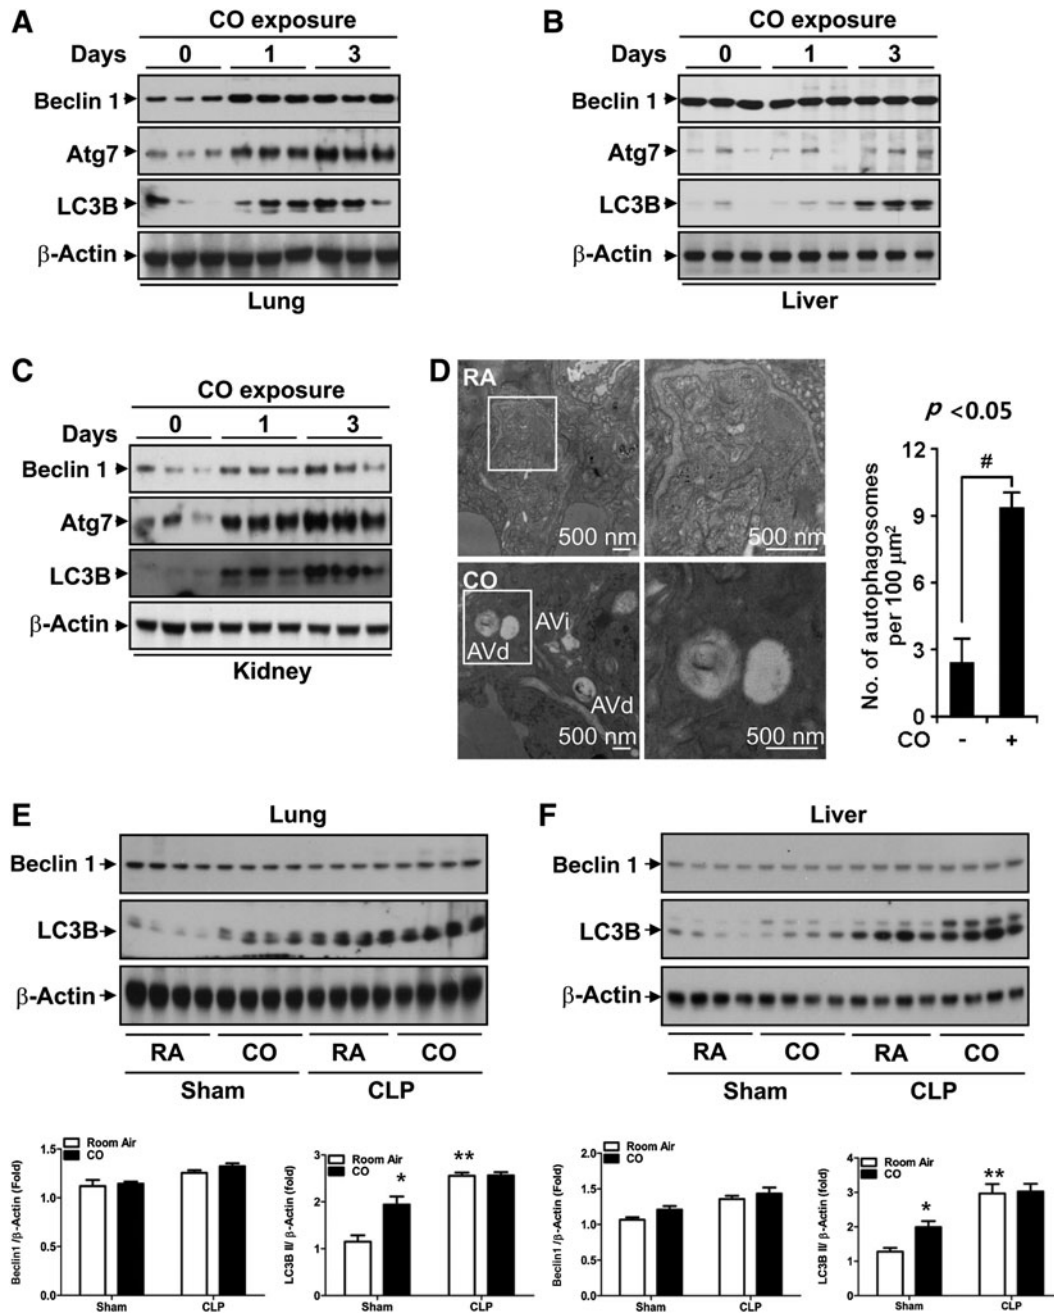 A
CO exposure
Days 0 1 3
Beclin 1
Atg7
LC3B
β-Actin
Lung
B
CO exposure
Days 0 1 3
Beclin 1
Atg7
LC3B
β-Actin
Liver
C
CO exposure
Days 0 1 3
Beclin 1
Atg7
LC3B
β-Actin
Kidney
D
RA
500 nm
500 nm
CO
AVi
AVd
AVd
500 nm
500 nm
p <0.05
#
12
9
6
3
0
No. of autophagosomes
per 100 μm²
CO - +
E
Lung
Beclin 1
LC3B
β-Actin
RA CO RA CO
Sham CLP
Room Air
CO
1.5
1.0
0.5
0.0
Beclin1 /β-Actin (Fold)
Sham CLP
Room Air
CO
**
*
3
2
1
0
LC3B II/ β-Actin (fold)
Sham CLP
F
Liver
Beclin 1
LC3B
β-Actin
RA CO RA CO
Sham CLP
Room Air
CO
2.0
1.5
1.0
0.5
0.0
Beclin1 /β-Actin (Fold)
Sham CLP
Room Air
CO
**
*
4
3
2
1
0
LC3B II/ β-Actin (fold)
Sham CLP